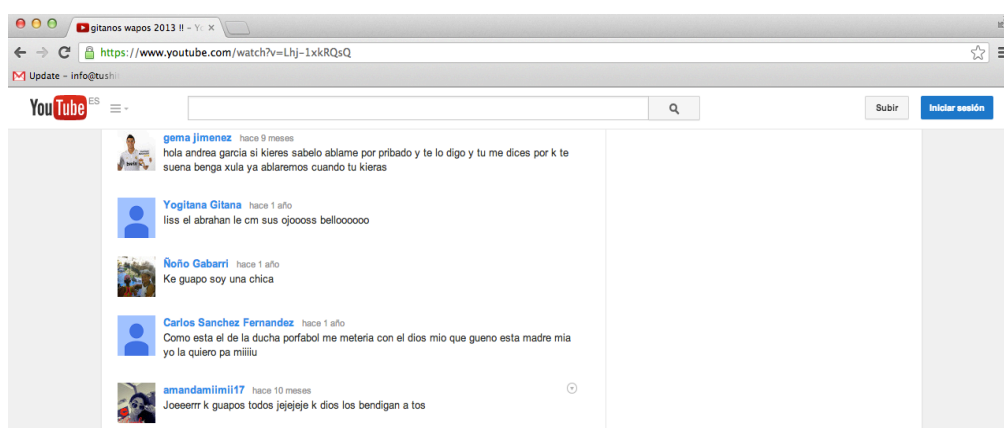 gitanos wapos 2013 !! - Yo
https://www.youtube.com/watch?v=Lhj-1xkRQsQ
Update - info@tushi
YouTube ES
Subir
Iniciar sesión
gema jimenez hace 9 meses
hola andrea garcia si kieres sabelo ablame por pribado y te lo digo y tu me dices por k te
suena benga xula ya ablaremos cuando tu kieras
Yogitana Gitana hace 1 año
liss el abrahan le cm sus ojoooss belloooooo
Ñoño Gabarri hace 1 año
Ke guapo soy una chica
Carlos Sanchez Fernandez hace 1 año
Como esta el de la ducha porfabol me meteria con el dios mio que gueno esta madre mia
yo la quiero pa miiiiu
amandamiimii17 hace 10 meses
Joeeerrr k guapos todos jejejeje k dios los bendigan a tos